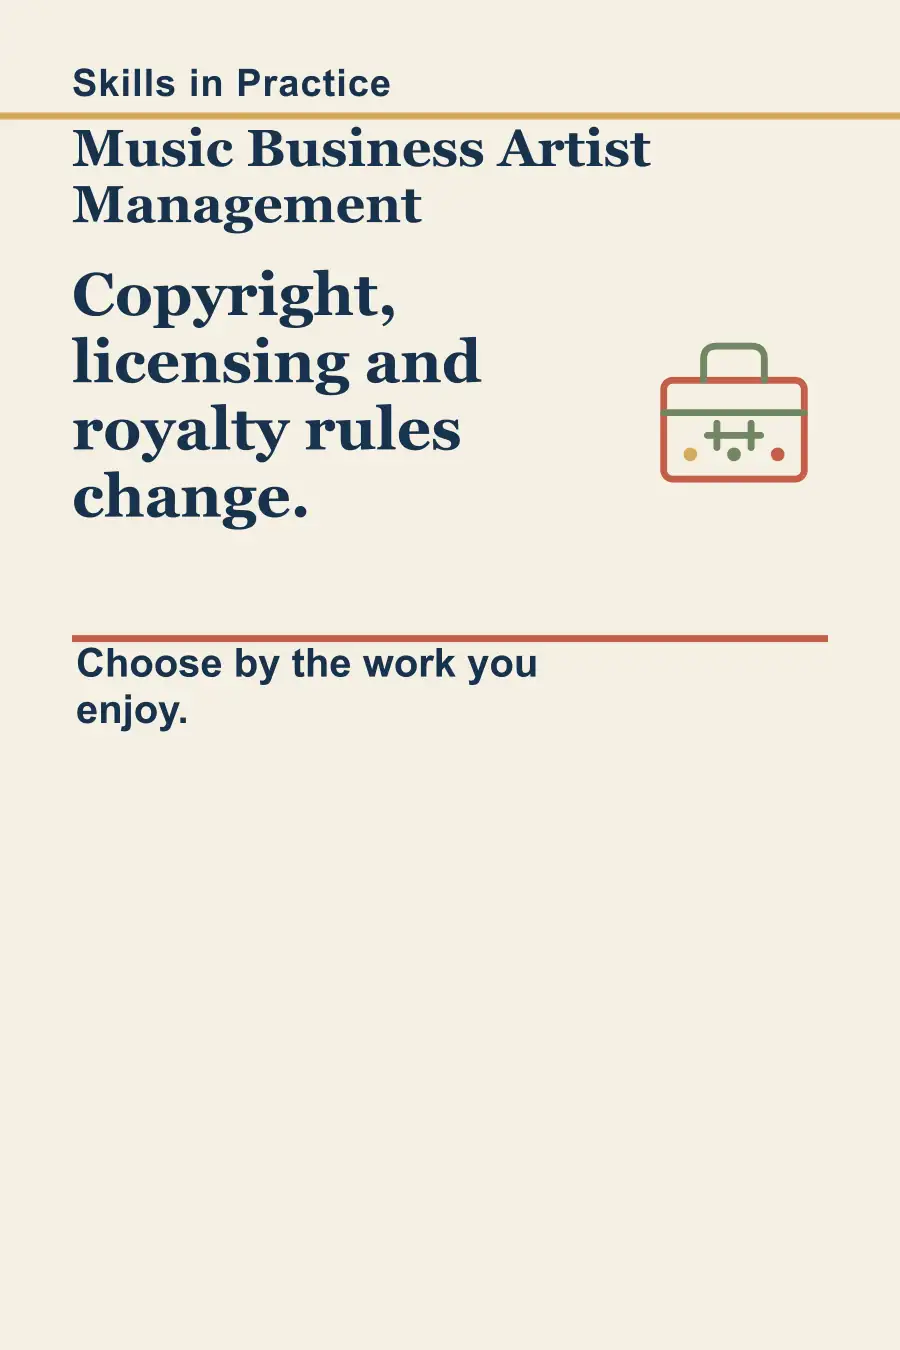 Skills in Practice
Music Business Artist
Management
Copyright,
licensing and
royalty rules
change.
Choose by the work you
enjoy.